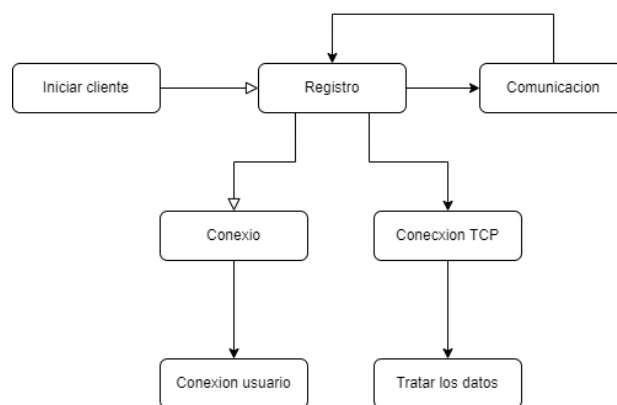 Iniciar cliente
Registro
Comunicacion
Conexio
Conecxion TCP
Conexion usuario
Tratar los datos